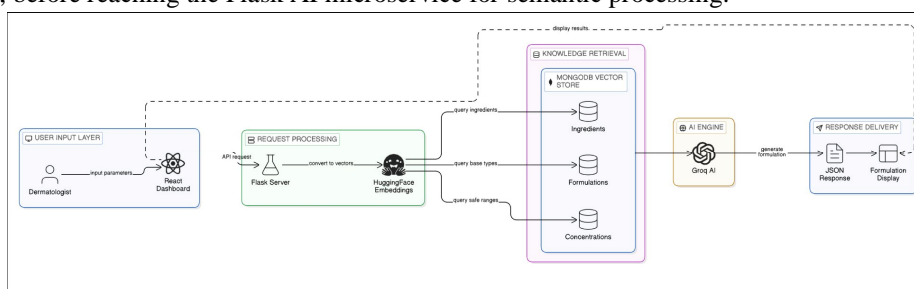 , before reaching the Flask AI microservice for semantic processing.
display results
KNOWLEDGE RETRIEVAL
MONGODB VECTOR
STORE
USER INPUT LAYER
Dermatologist
input parameters
React
Dashboard
REQUEST PROCESSING
API request
Flask Server
convert to vectors
HuggingFace
Embeddings
query ingredients
query base types
query safe ranges
Ingredients
Formulations
Concentrations
AI ENGINE
Groq AI
generate
formulation
RESPONSE DELIVERY
JSON
Response
Formulation
Display